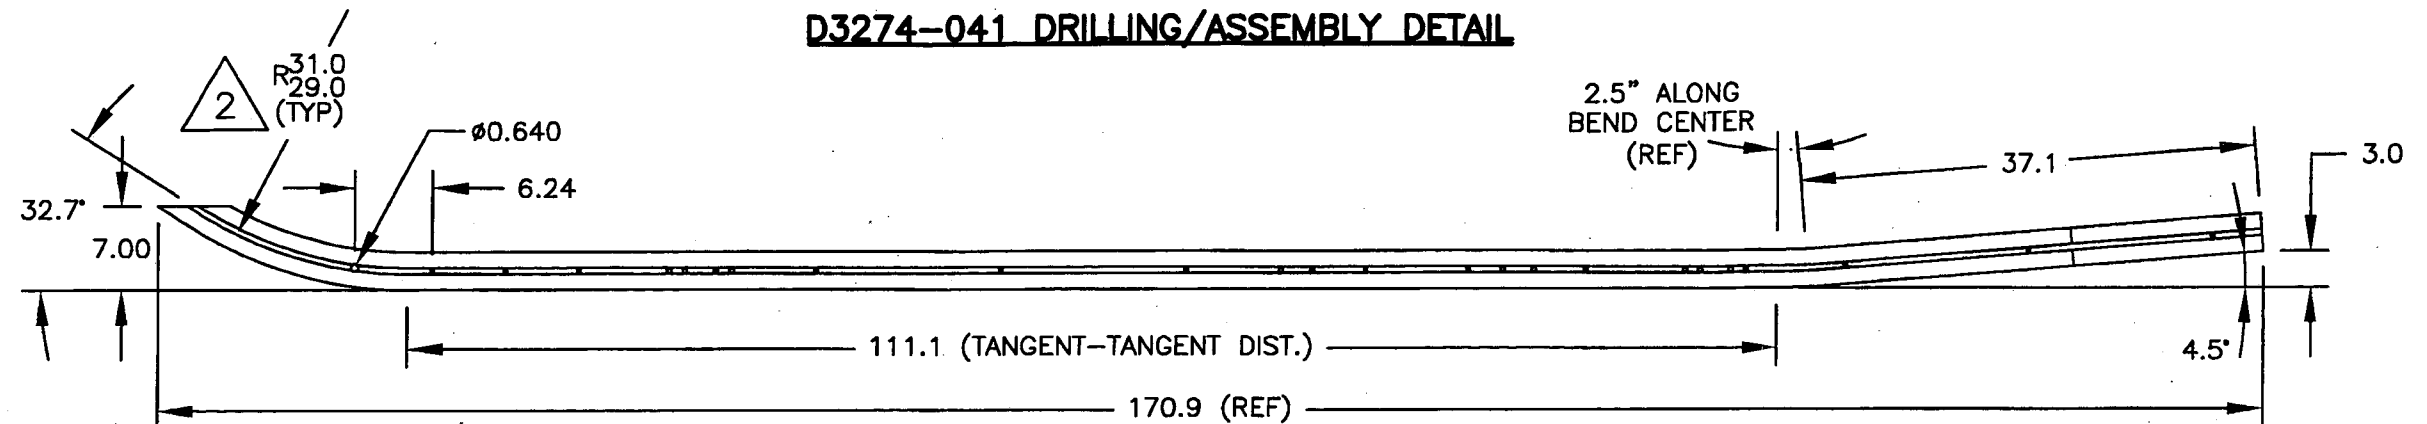 D3274-041 DRILLING/ASSEMBLY DETAIL
2
R31.0
29.0
(TYP)
ø0.640
6.24
32.7°
7.00
2.5" ALONG
BEND CENTER
(REF)
37.1
3.0
4.5°
111.1 (TANGENT-TANGENT DIST.)
170.9 (REF)